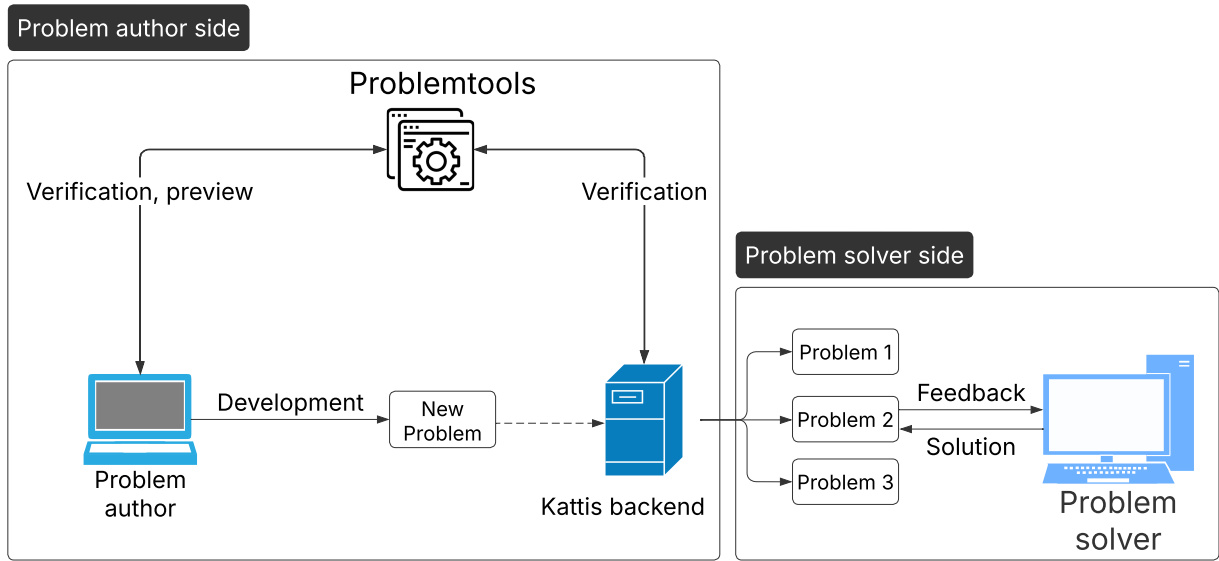 Problem author side
Problemtools
Verification, preview
Verification
Development
New
Problem
Problem
author
Kattis backend
Problem solver side
Problem 1
Problem 2
Problem 3
Feedback
Solution
Problem
solver